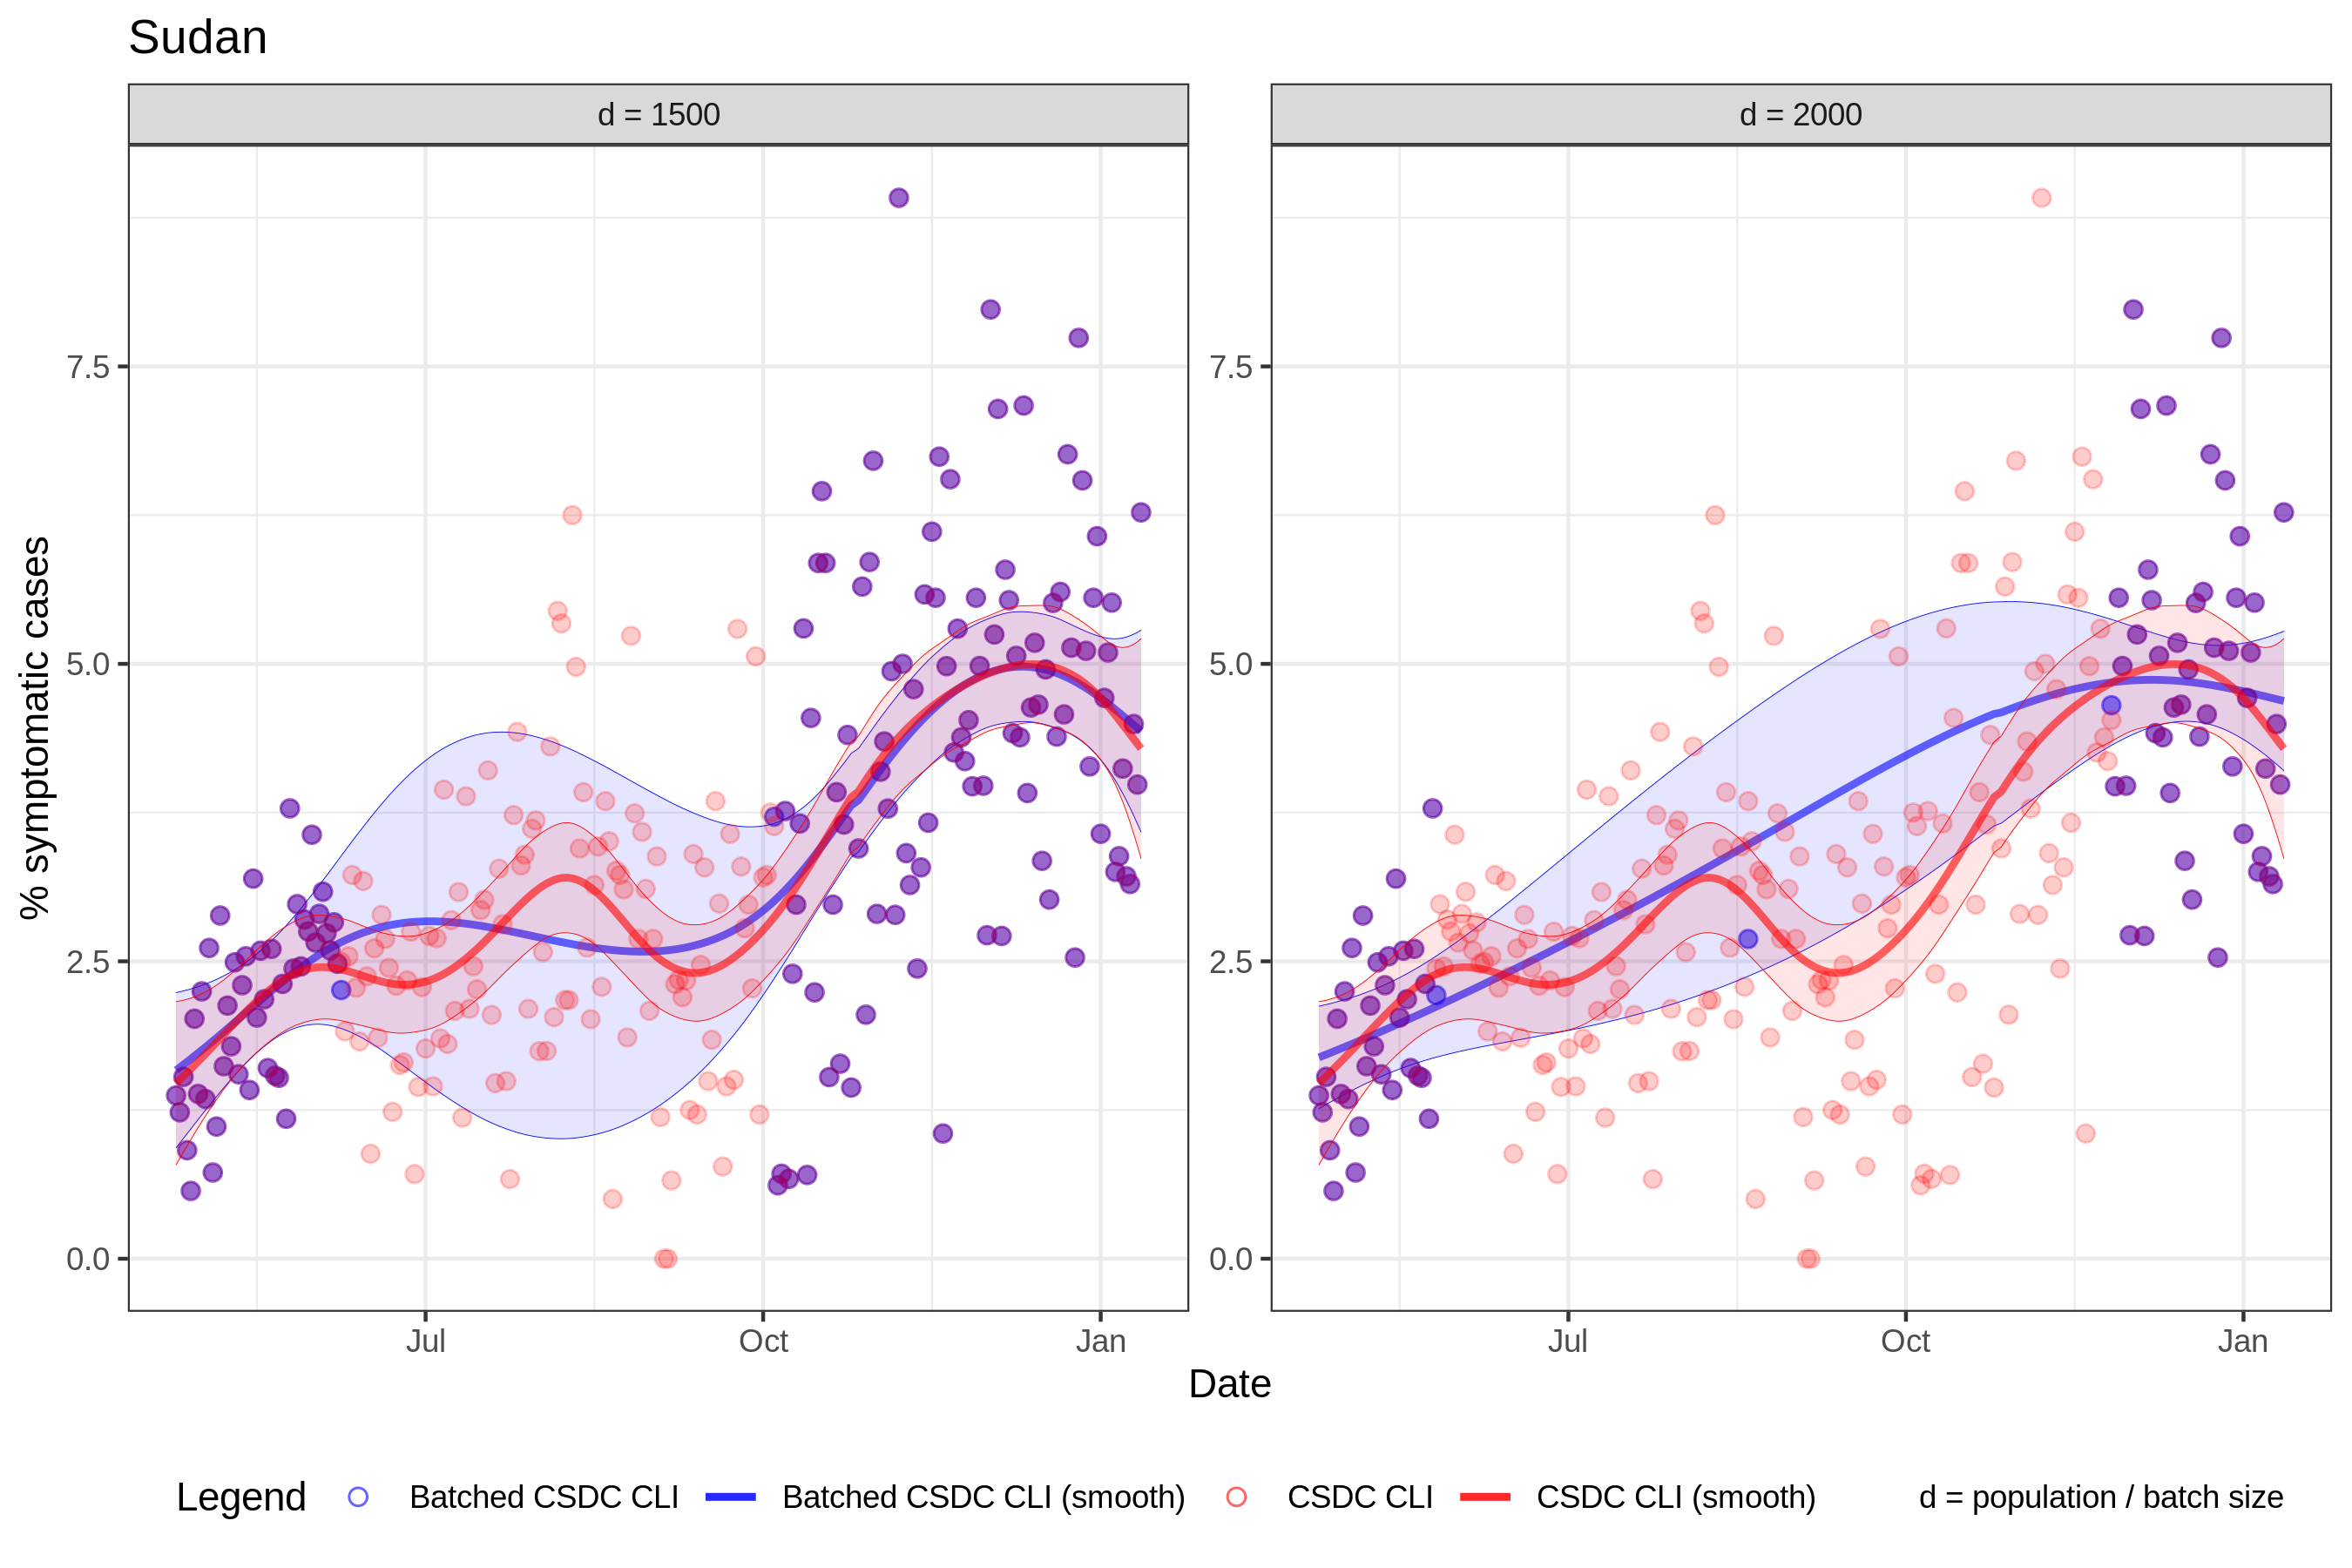 Sudan
d = 1500
d = 2000
% symptomatic cases
7.5
5.0
2.5
0.0
7.5
5.0
2.5
0.0
Jul
Oct
Jan
Jul
Oct
Jan
Date
Legend
Batched CSDC CLI
Batched CSDC CLI (smooth)
CSDC CLI
CSDC CLI (smooth)
d = population / batch size